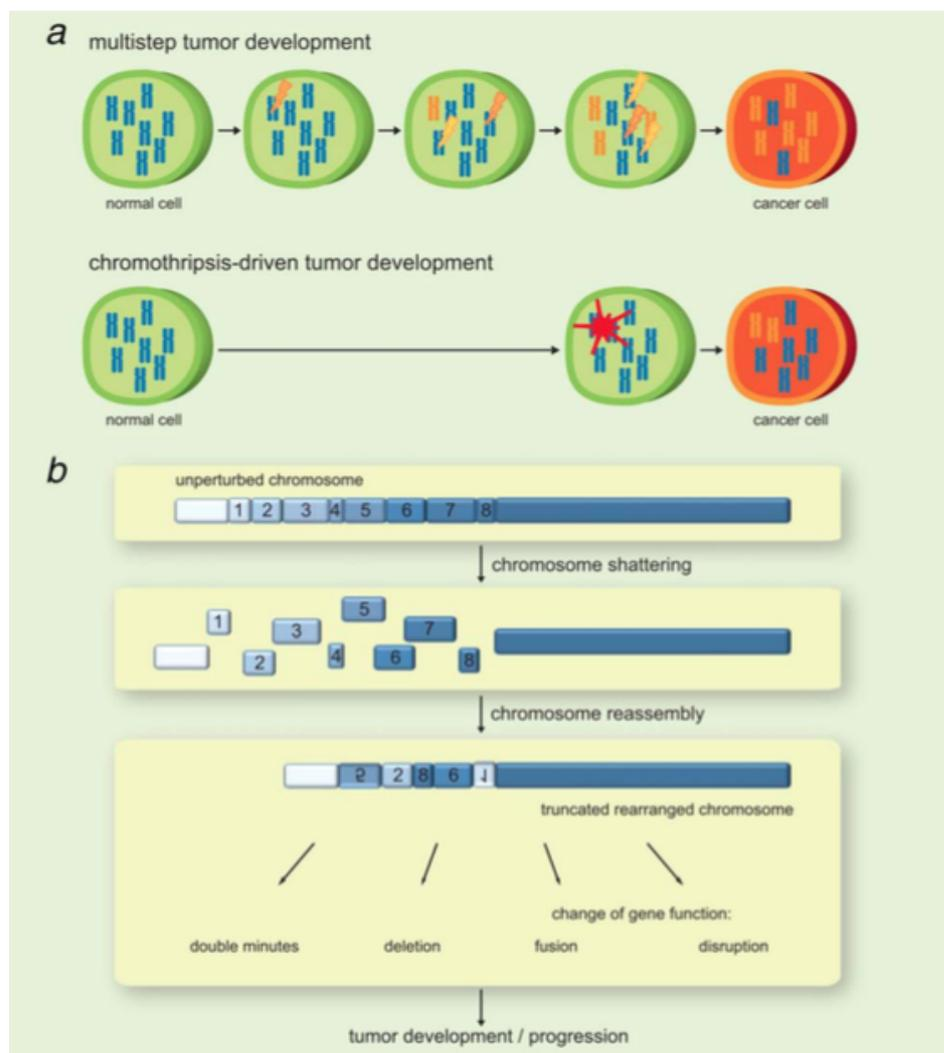 a
multistep tumor development
normal cell
cancer cell
chromothripsis-driven tumor development
normal cell
cancer cell
b
unperturbed chromosome
1 2 3 4 5 6 7 8
chromosome shattering
1 2 3 4 5 6 7 8
chromosome reassembly
5 2 8 6 1
truncated rearranged chromosome
change of gene function:
double minutes deletion fusion disruption
tumor development / progression